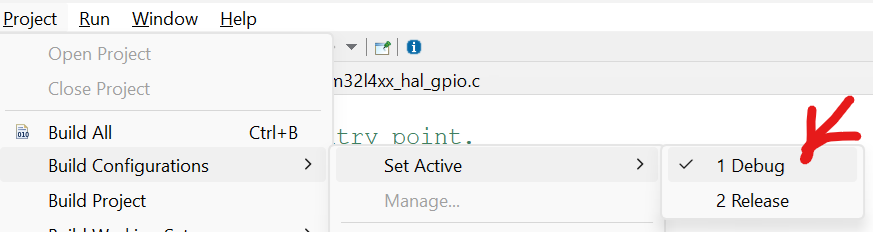 Project Run Window Help
Open Project
Close Project
m32l4xx_hal_gpio.c
Build All Ctrl+B
try point.
Build Configurations
Set Active
1 Debug
Manage...
2 Release
Build Project